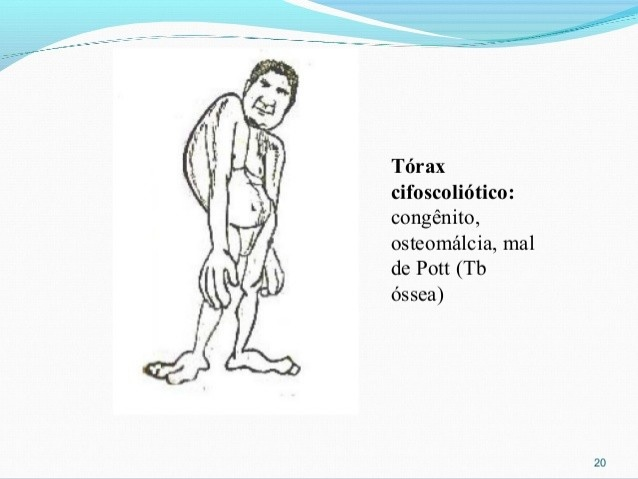 Tórax
cifoscoliótico:
congênito,
osteomálcia, mal
de Pott (Tb
óssea)
20